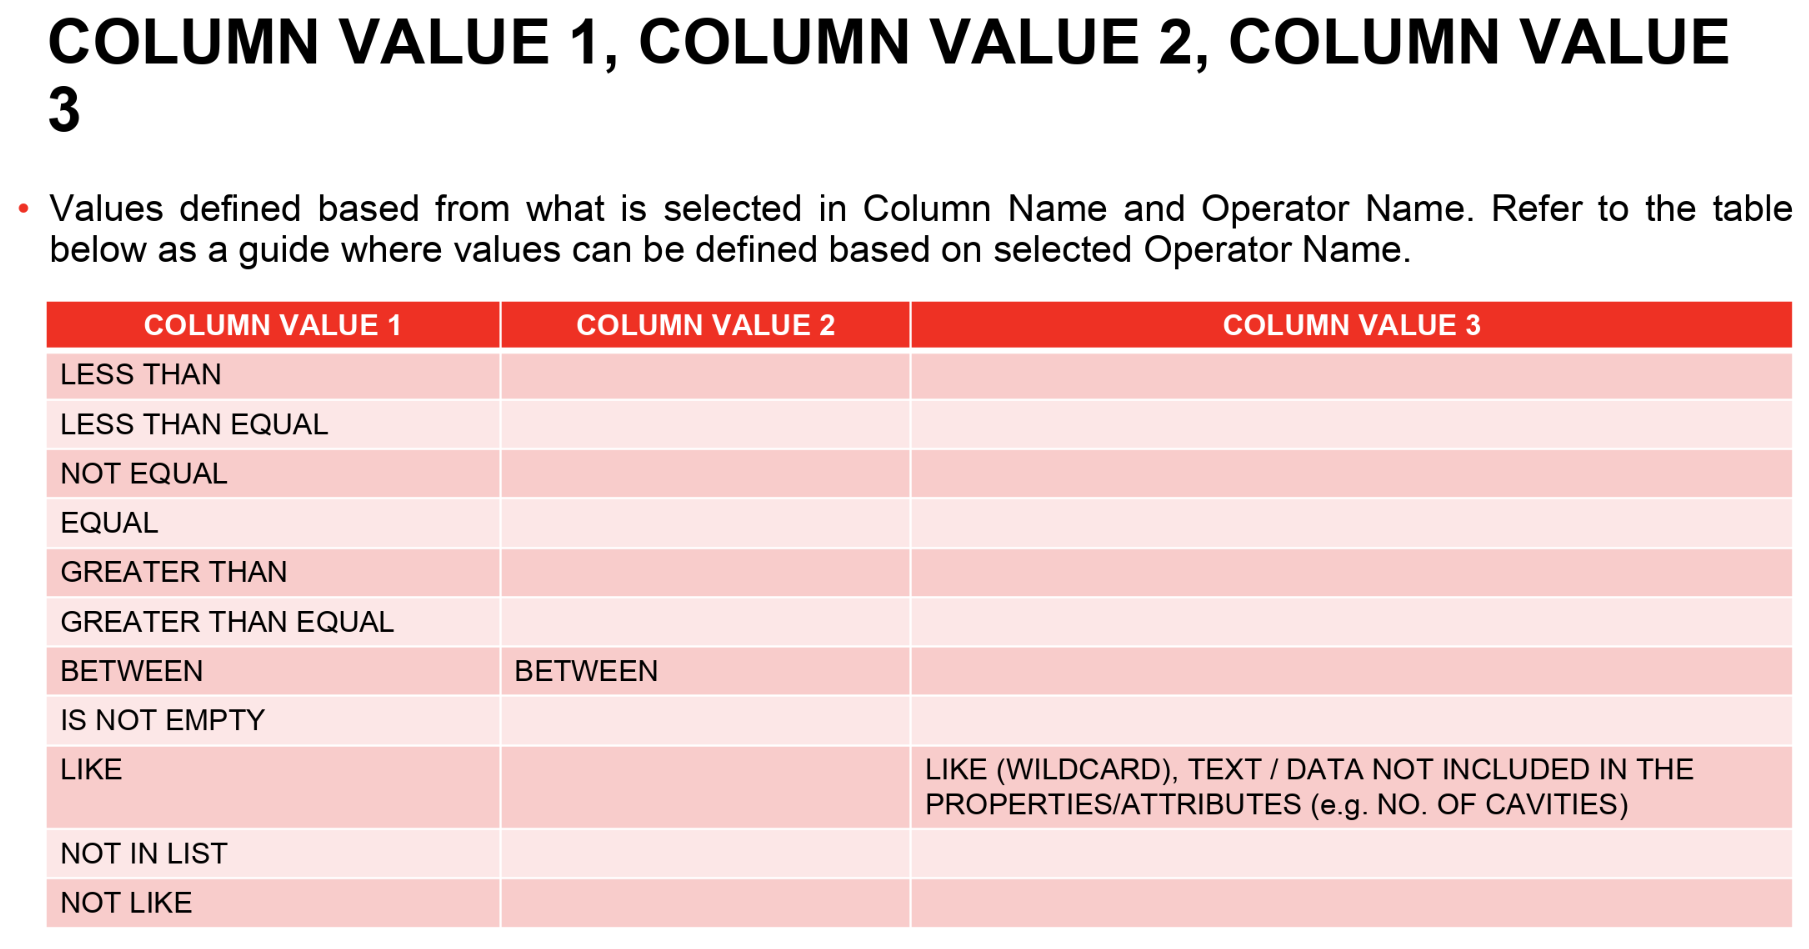 COLUMN VALUE 1, COLUMN VALUE 2, COLUMN VALUE
3
• Values defined based from what is selected in Column Name and Operator Name. Refer to the table
below as a guide where values can be defined based on selected Operator Name.
COLUMN VALUE 1 COLUMN VALUE 2 COLUMN VALUE 3
LESS THAN
LESS THAN EQUAL
NOT EQUAL
EQUAL
GREATER THAN
GREATER THAN EQUAL
BETWEEN BETWEEN
IS NOT EMPTY
LIKE LIKE (WILDCARD), TEXT / DATA NOT INCLUDED IN THE
PROPERTIES/ATTRIBUTES (e.g. NO. OF CAVITIES)
NOT IN LIST
NOT LIKE